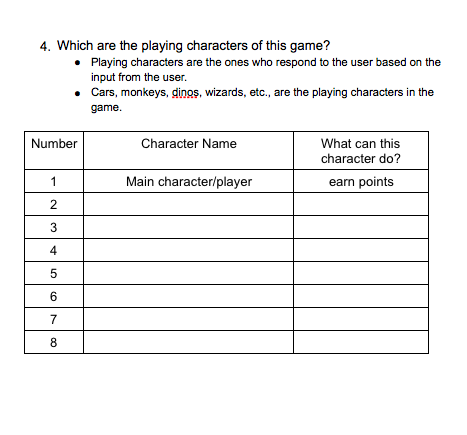 4. Which are the playing characters of this game?
• Playing characters are the ones who respond to the user based on the
input from the user.
• Cars, monkeys, dinos, wizards, etc., are the playing characters in the
game.
Number Character Name What can this
character do?
1 Main character/player earn points
2
3
4
5
6
7
8